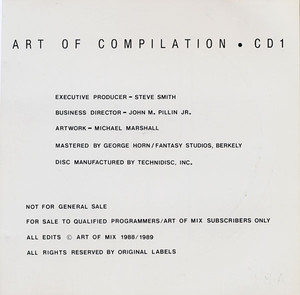 ART OF COMPILATION • CD1
EXECUTIVE PRODUCER – STEVE SMITH
BUSINESS DIRECTOR – JOHN M. PILLIN JR.
ARTWORK – MICHAEL MARSHALL
MASTERED BY GEORGE HORN / FANTASY STUDIOS, BERKELY
DISC MANUFACTURED BY TECHNIDISC, INC.
NOT FOR GENERAL SALE
FOR SALE TO QUALIFIED PROGRAMMERS/ART OF MIX SUBSCRIBERS ONLY
ALL EDITS © ART OF MIX 1988/1989
ALL RIGHTS RESERVED BY ORIGINAL LABELS